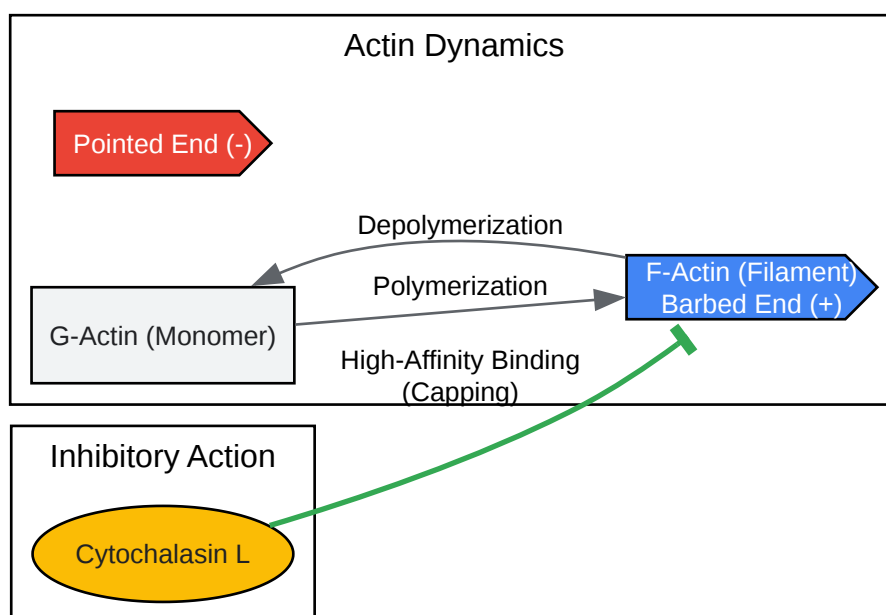 Actin Dynamics
Pointed End (-)
Depolymerization
F-Actin (Filament)
Barbed End (+)
Polymerization
G-Actin (Monomer)
High-Affinity Binding
(Capping)
Inhibitory Action
Cytochalasin L